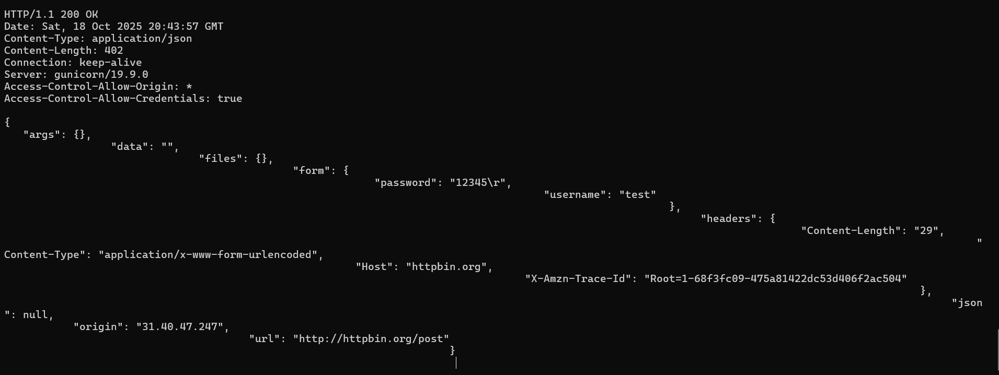 HTTP/1.1 200 OK
Date: Sat, 18 Oct 2025 20:43:57 GMT
Content-Type: application/json
Content-Length: 402
Connection: keep-alive
Server: gunicorn/19.9.0
Access-Control-Allow-Origin: *
Access-Control-Allow-Credentials: true

{
"args": {},
"data": "",
"files": {},
"form": {
"password": "12345\r",
"username": "test"
},
"headers": {
"Content-Length": "29",
"
Content-Type": "application/x-www-form-urlencoded",
"Host": "httpbin.org",
"X-Amzn-Trace-Id": "Root=1-68f3fc09-475a81422dc53d406f2ac504"
},
"json
": null,
"origin": "31.40.47.247",
"url": "http://httpbin.org/post"
}